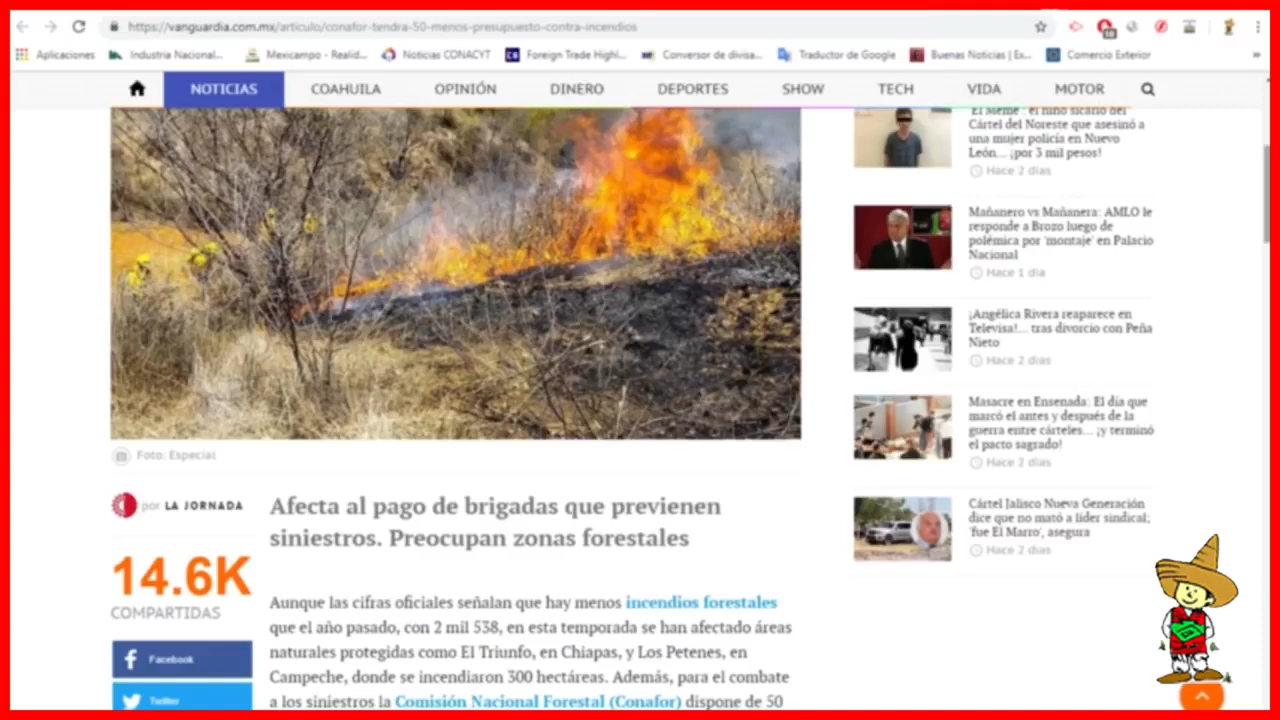 https://vanguardia.com.mx/articulo/conafor-tendra-50-menos-presupuesto-contra-incendios
Aplicaciones Industria Nacional... Mexicampo - Realid... Noticias CONACYT Foreign Trade Highl... Conversor de divisa... Traductor de Google Buenas Noticias | Ex... Comercio Exterior »
NOTICIAS COAHUILA OPINIÓN DINERO DEPORTES SHOW TECH VIDA MOTOR
Foto: Especial
por LA JORNADA
14.6K
COMPARTIDAS
Facebook
Twitter
Afecta al pago de brigadas que previenen
siniestros. Preocupan zonas forestales
Aunque las cifras oficiales señalan que hay menos incendios forestales
que el año pasado, con 2 mil 538, en esta temporada se han afectado áreas
naturales protegidas como El Triunfo, en Chiapas, y Los Petenes, en
Campeche, donde se incendiaron 300 hectáreas. Además, para el combate
a los siniestros la Comisión Nacional Forestal (Conafor) dispone de 50
'El Meme': el niño sicario del
Cártel del Noreste que asesinó a
una mujer policía en Nuevo
León... ¡por 3 mil pesos!
Hace 2 días
Mañanero vs Mañanera: AMLO le
responde a Brozo luego de
polémica por 'montaje' en Palacio
Nacional
Hace 1 día
¡Angélica Rivera reaparece en
Televisa!... tras divorcio con Peña
Nieto
Hace 2 días
Masacre en Ensenada: El día que
marcó el antes y después de la
guerra entre cárteles... ¡y terminó
el pacto sagrado!
Hace 2 días
Cártel Jalisco Nueva Generación
dice que no mató a líder sindical;
'fue El Marro', asegura
Hace 2 días